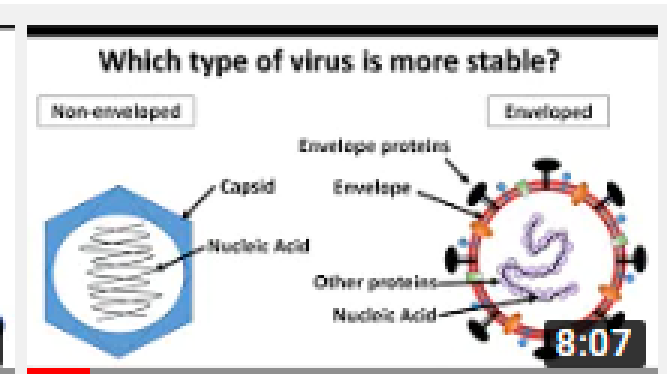 Which type of virus is more stable?
Non-enveloped
Enveloped
Envelope proteins
Capsid
Envelope
Nucleic Acid
Other proteins
Nucleic Acid
8:07